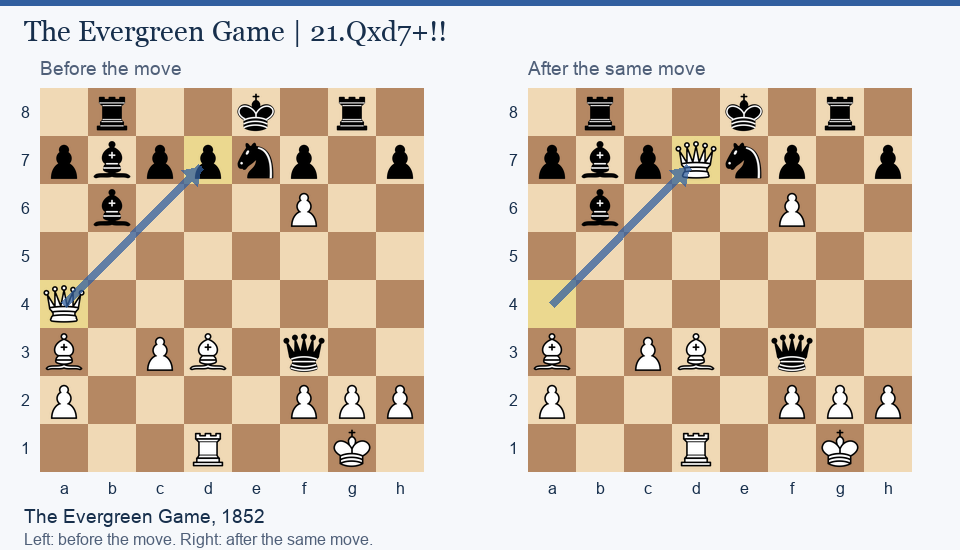 The Evergreen Game | 21.Qxd7+!!
Before the move
After the same move
8
7
6
5
4
3
2
1
a b c d e f g h
8
7
6
5
4
3
2
1
a b c d e f g h
The Evergreen Game, 1852
Left: before the move. Right: after the same move.